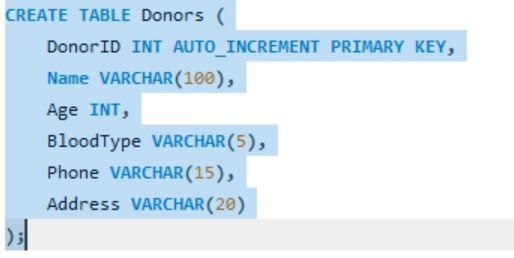 CREATE TABLE Donors (
DonorID INT AUTO_INCREMENT PRIMARY KEY,
Name VARCHAR(100),
Age INT,
BloodType VARCHAR(5),
Phone VARCHAR(15),
Address VARCHAR(20)
);